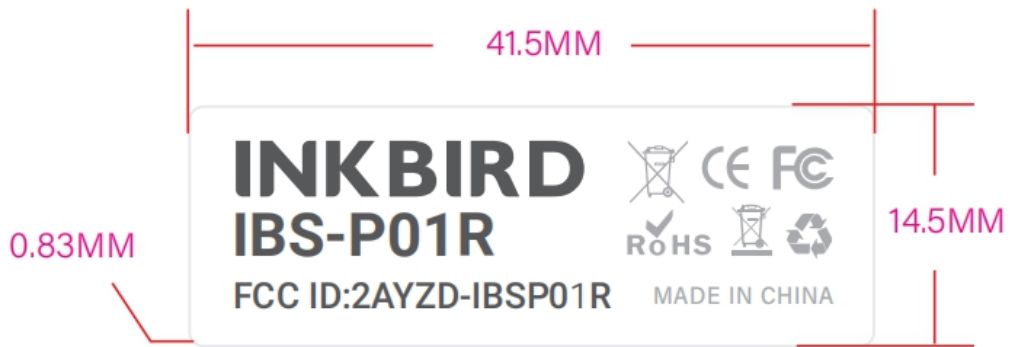 41.5MM
INKBIRD
IBS-P01R
FCC ID:2AYZD-IBSP01R
CE FC
RoHS
MADE IN CHINA
14.5MM
0.83MM